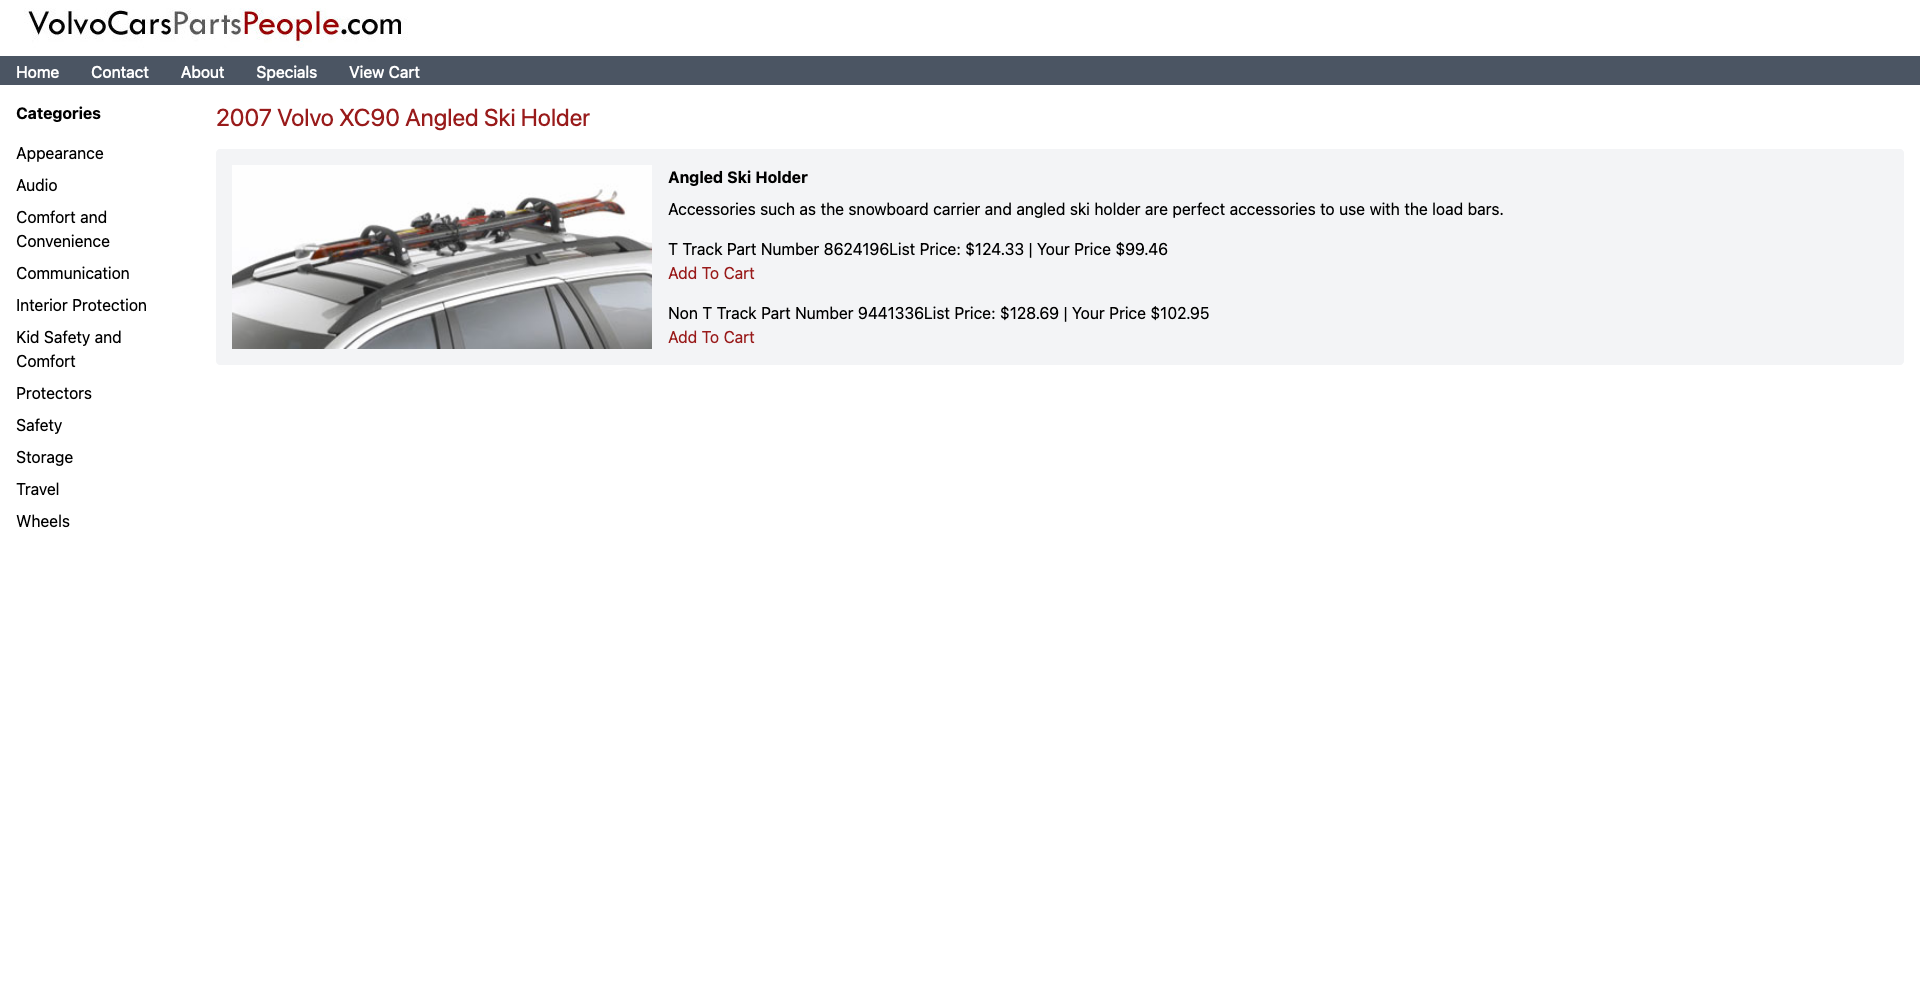 VolvoCarsPartsPeople.com
Home Contact About Specials View Cart
Categories
Appearance
Audio
Comfort and
Convenience
Communication
Interior Protection
Kid Safety and
Comfort
Protectors
Safety
Storage
Travel
Wheels
2007 Volvo XC90 Angled Ski Holder
Angled Ski Holder
Accessories such as the snowboard carrier and angled ski holder are perfect accessories to use with the load bars.
T Track Part Number 8624196List Price: $124.33 | Your Price $99.46
Add To Cart
Non T Track Part Number 9441336List Price: $128.69 | Your Price $102.95
Add To Cart